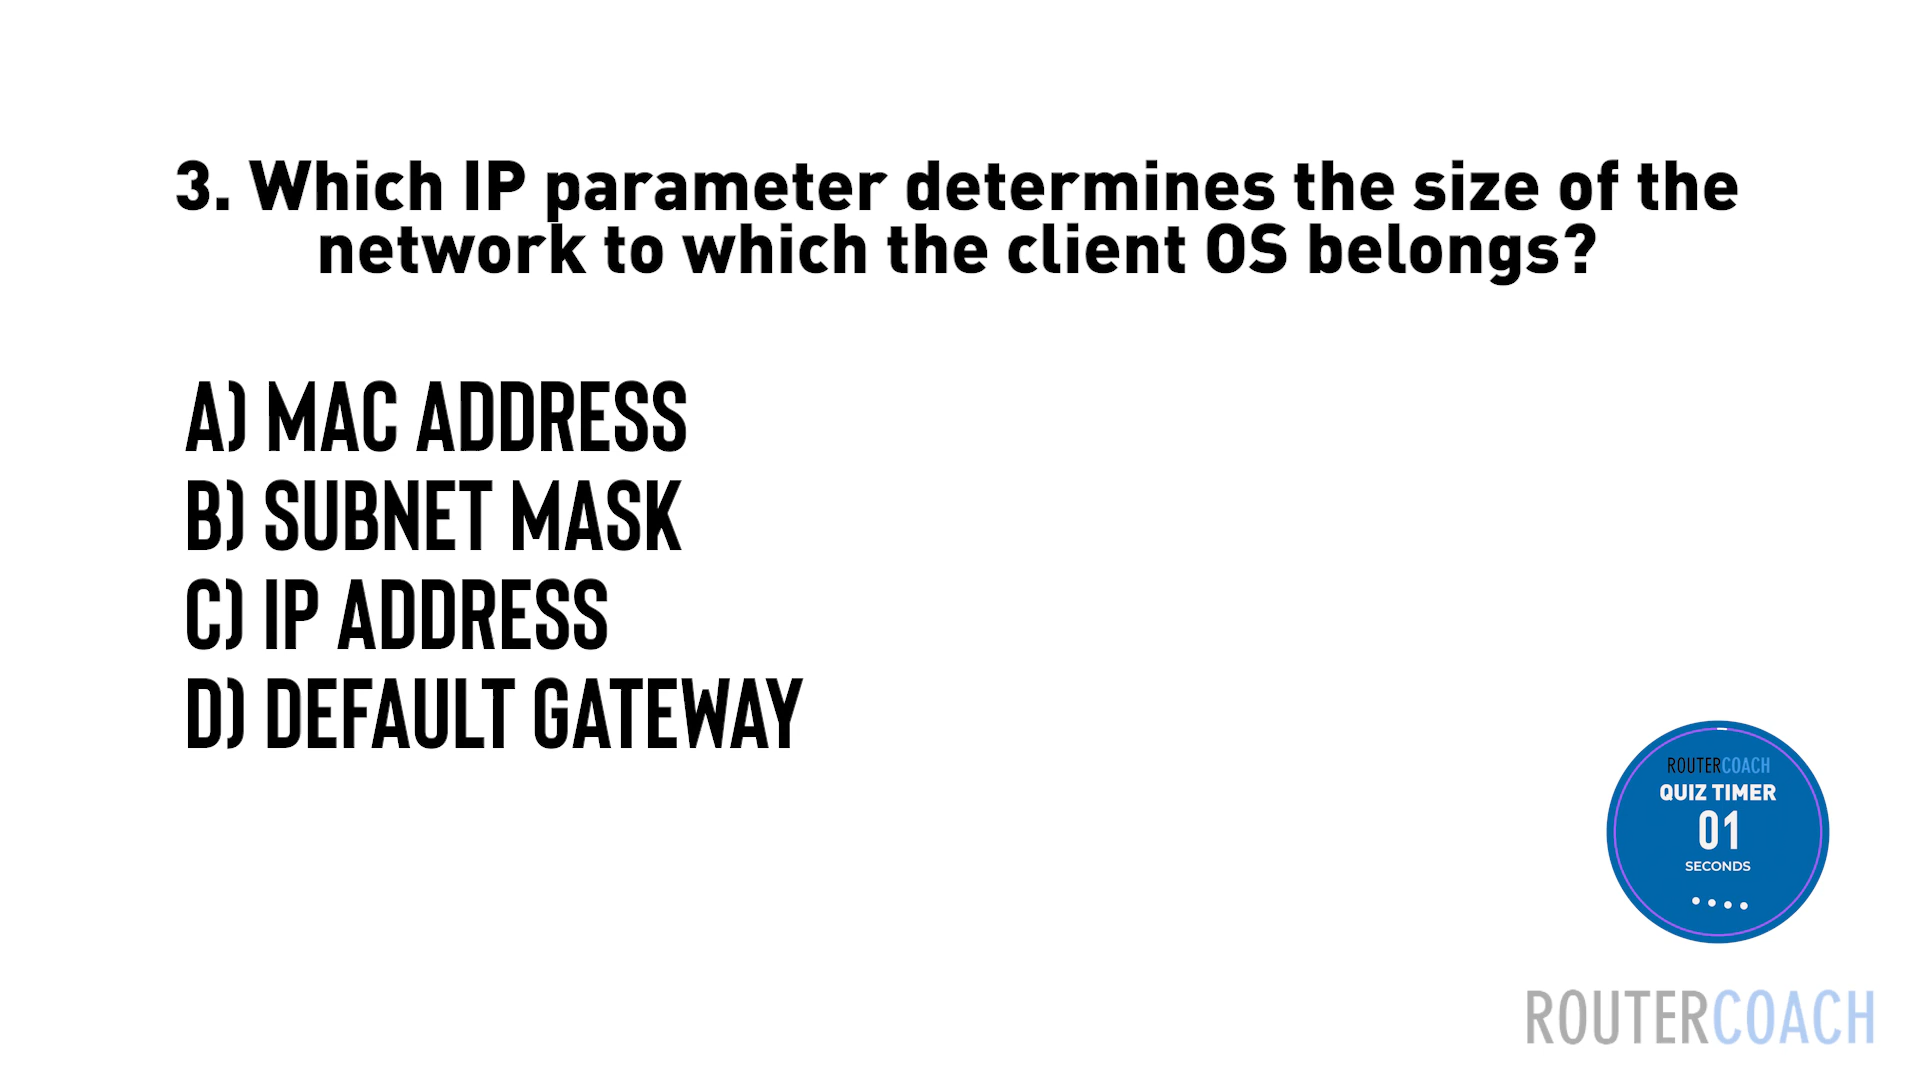 3. Which IP parameter determines the size of the
network to which the client OS belongs?
A) MAC ADDRESS
B) SUBNET MASK
C) IP ADDRESS
D) DEFAULT GATEWAY
ROUTERCOACH
QUIZ TIMER
01
SECONDS
ROUTERCOACH